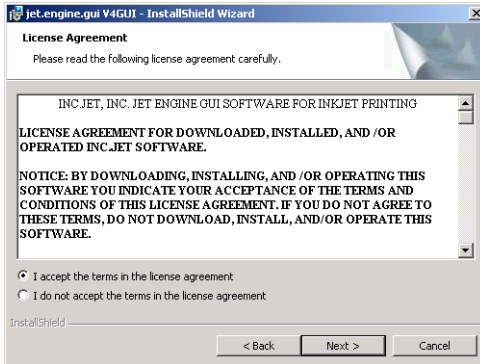 jet.engine.gui V4GUI - InstallShield Wizard
License Agreement
Please read the following license agreement carefully.
INC.JET, INC. JET ENGINE GUI SOFTWARE FOR INKJET PRINTING
LICENSE AGREEMENT FOR DOWNLOADED, INSTALLED, AND /OR
OPERATED INC.JET SOFTWARE.
NOTICE: BY DOWNLOADING, INSTALLING, AND /OR OPERATING THIS
SOFTWARE YOU INDICATE YOUR ACCEPTANCE OF THE TERMS AND
CONDITIONS OF THIS LICENSE AGREEMENT. IF YOU DO NOT AGREE TO
THESE TERMS, DO NOT DOWNLOAD, INSTALL, AND/OR OPERATE THIS
SOFTWARE.
I accept the terms in the license agreement
I do not accept the terms in the license agreement
InstallShield
< Back Next > Cancel